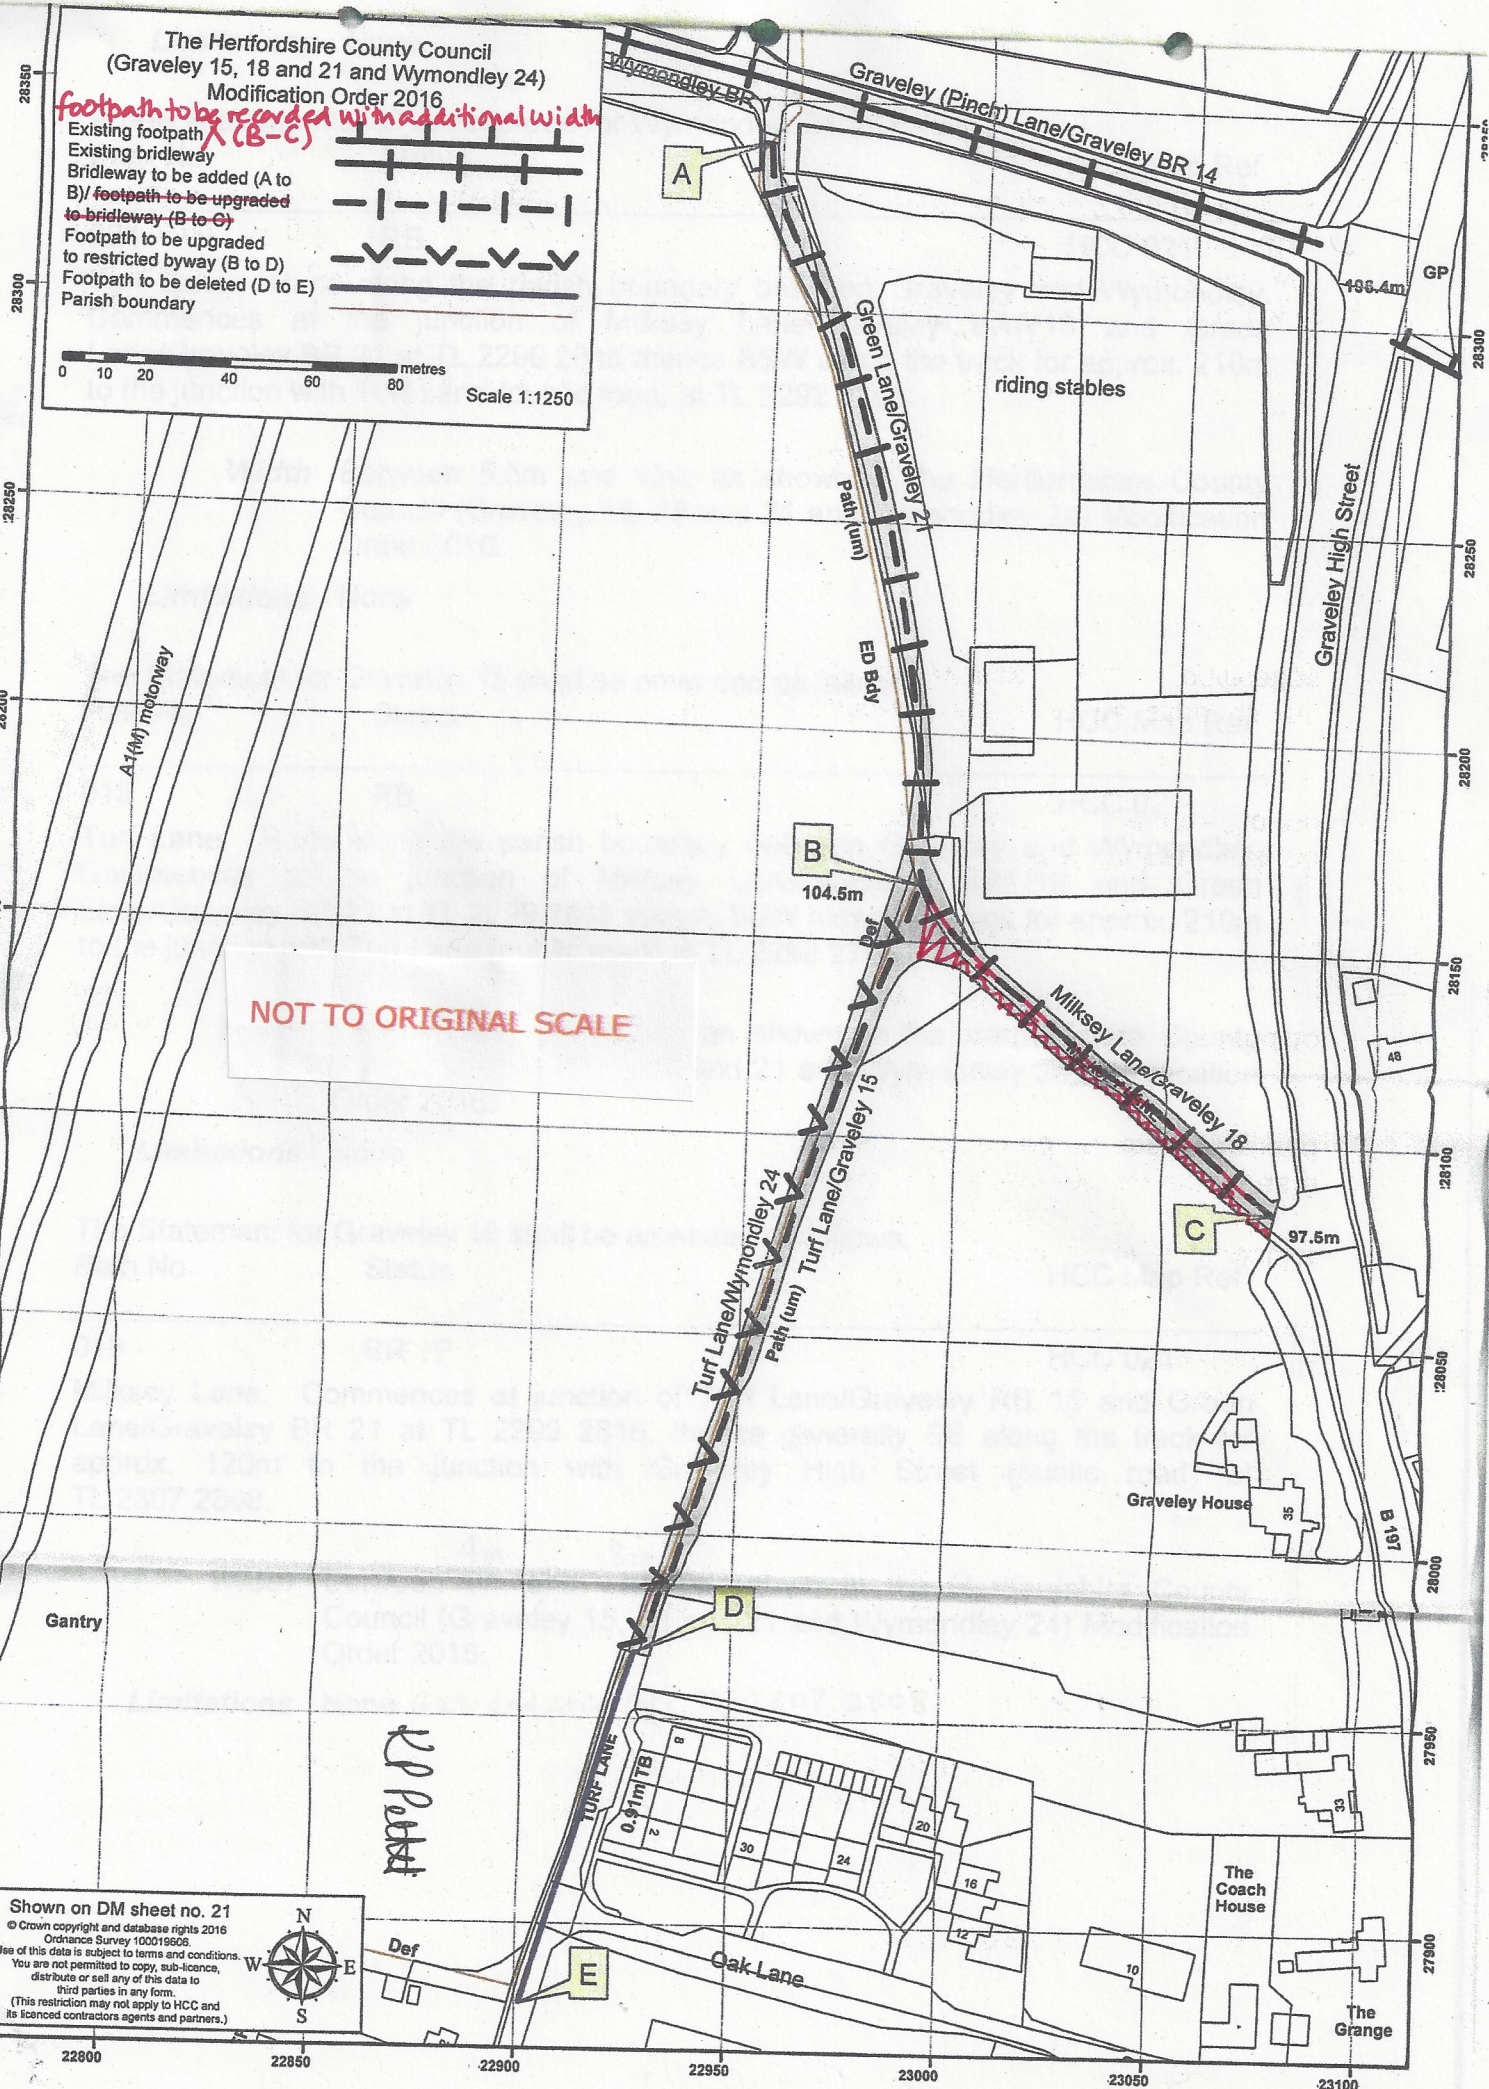 The Hertfordshire County Council
(Graveley 15, 18 and 21 and Wymondley 24)
Modification Order 2016
footpath to be recorded with additional width
Existing footpath ⋏ (B-C)
Existing bridleway
Bridleway to be added (A to
B)/ footpath to be upgraded
to bridleway (B to C)
Footpath to be upgraded
to restricted byway (B to D)
Footpath to be deleted (D to E)
Parish boundary
0 10 20 40 60 80 metres
Scale 1:1250
28350
28300
28250
28200
Wymondley BR 1
Graveley (Pinch) Lane/Graveley BR 14
A
GP
106.4m
Green Lane/Graveley 21
riding stables
Path (um)
Graveley High Street
ED Bdy
A1(M) motorway
28300
28250
28200
28150
28100
28050
28000
27950
27900
B
104.5m
Def
NOT TO ORIGINAL SCALE
Milksey Lane/Graveley 18
48
C
97.5m
Turf Lane/Wymondley 24
Turf Lane/Graveley 15
Path (um)
Graveley House
35
B 197
Gantry
D
TURF LANE
0.91m TB
8
2
30
24
20
16
12
33
The
Coach
House
10
The
Grange
Oak Lane
Def
E
Shown on DM sheet no. 21
© Crown copyright and database rights 2016
Ordnance Survey 100019606.
Use of this data is subject to terms and conditions.
You are not permitted to copy, sub-licence,
distribute or sell any of this data to
third parties in any form.
(This restriction may not apply to HCC and
its licenced contractors agents and partners.)
N
W E
S
22800
22850
22900
22950
23000
23050
23100